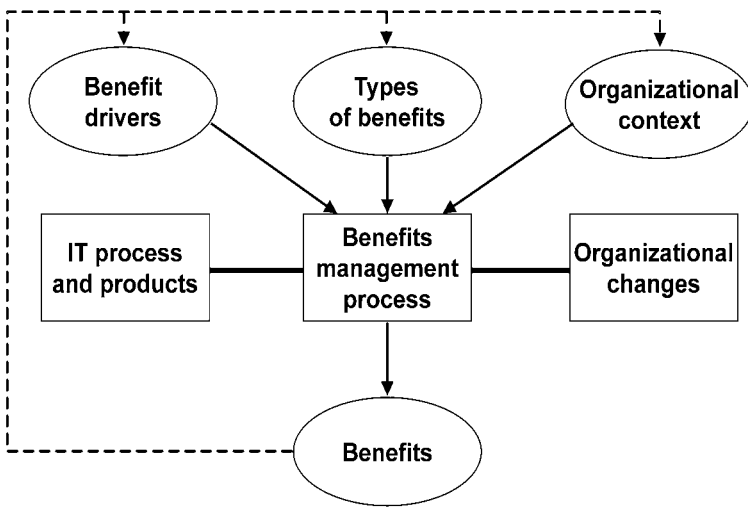 Benefit
drivers
Types
of benefits
Organizational
context
IT process
and products
Benefits
management
process
Organizational
changes
Benefits